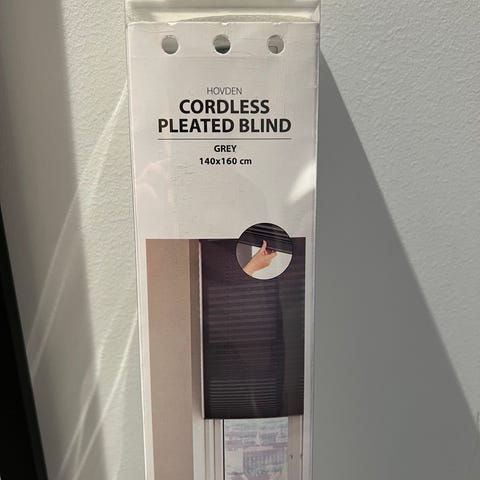 HOVDEN
CORDLESS
PLEATED BLIND
GREY
140x160 cm